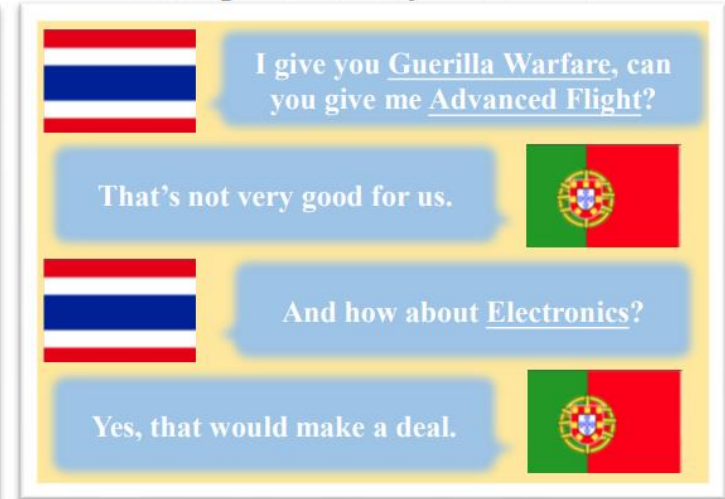 I give you Guerilla Warfare, can
you give me Advanced Flight?
That's not very good for us.
And how about Electronics?
Yes, that would make a deal.